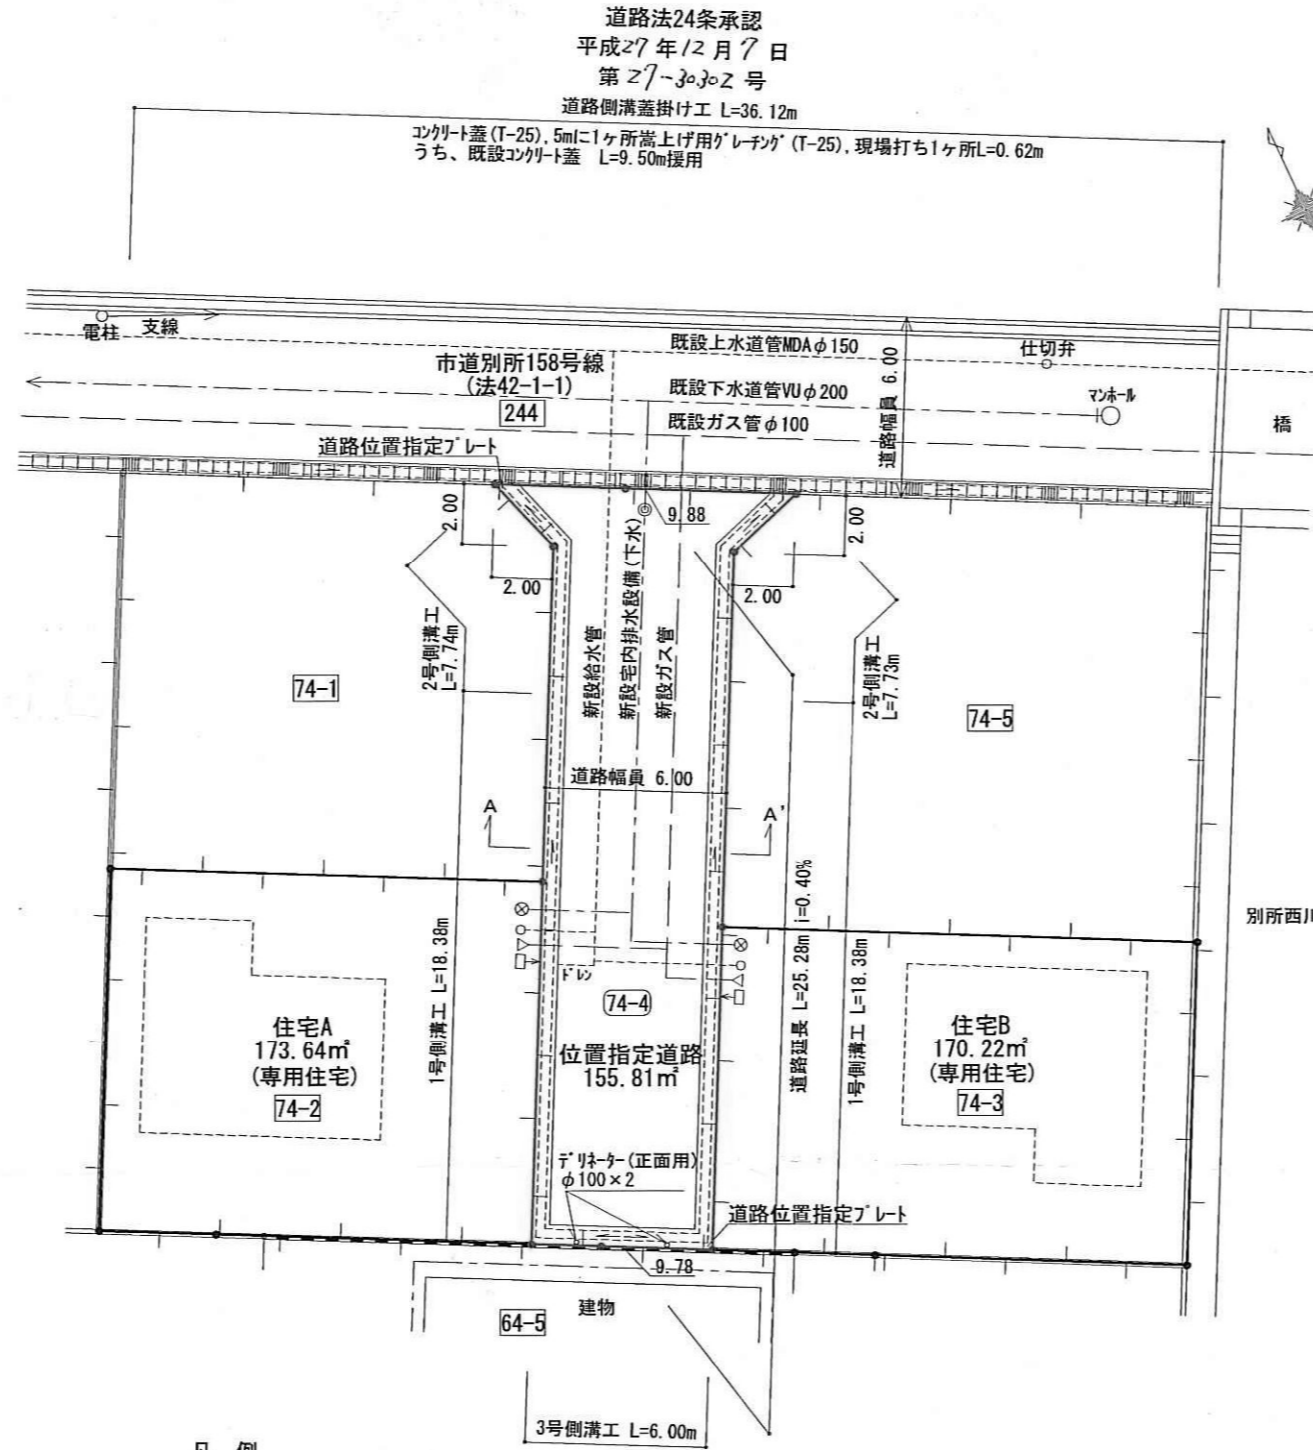 道路法24条承認
平成27年12月7日
第27-30302号
道路側溝蓋掛け工 L=36.12m
コンクリート蓋(T-25),5mに1ヶ所嵩上げ用グレーチング(T-25),現場打ち1ヶ所L=0.62m
うち、既設コンクリート蓋 L=9.50m援用
電柱
支線
市道別所158号線
(法42-1-1)
244
既設上水道管MDAφ150
既設下水道管VUφ200
既設ガス管φ100
道路幅員 6.00
仕切弁
マンホール
橋
道路位置指定プレート
9.88
2.00
2.00
2.00
2.00
2号側溝工
L=7.74m
新設給水管
新設宅内排水設備(下水)
新設ガス管
2号側溝工
L=7.73m
74-1
74-5
道路幅員 6.00
A
A'
別所西川
1号側溝工 L=18.38m
道路延長 L=25.28m i=0.40%
1号側溝工 L=18.38m
ドレン
74-4
位置指定道路
155.81㎡
住宅A
173.64㎡
(専用住宅)
74-2
住宅B
170.22㎡
(専用住宅)
74-3
デリネーター(正面用)
φ100×2
道路位置指定プレート
9.78
建物
64-5
3号側溝工 L=6.00m
凡 例